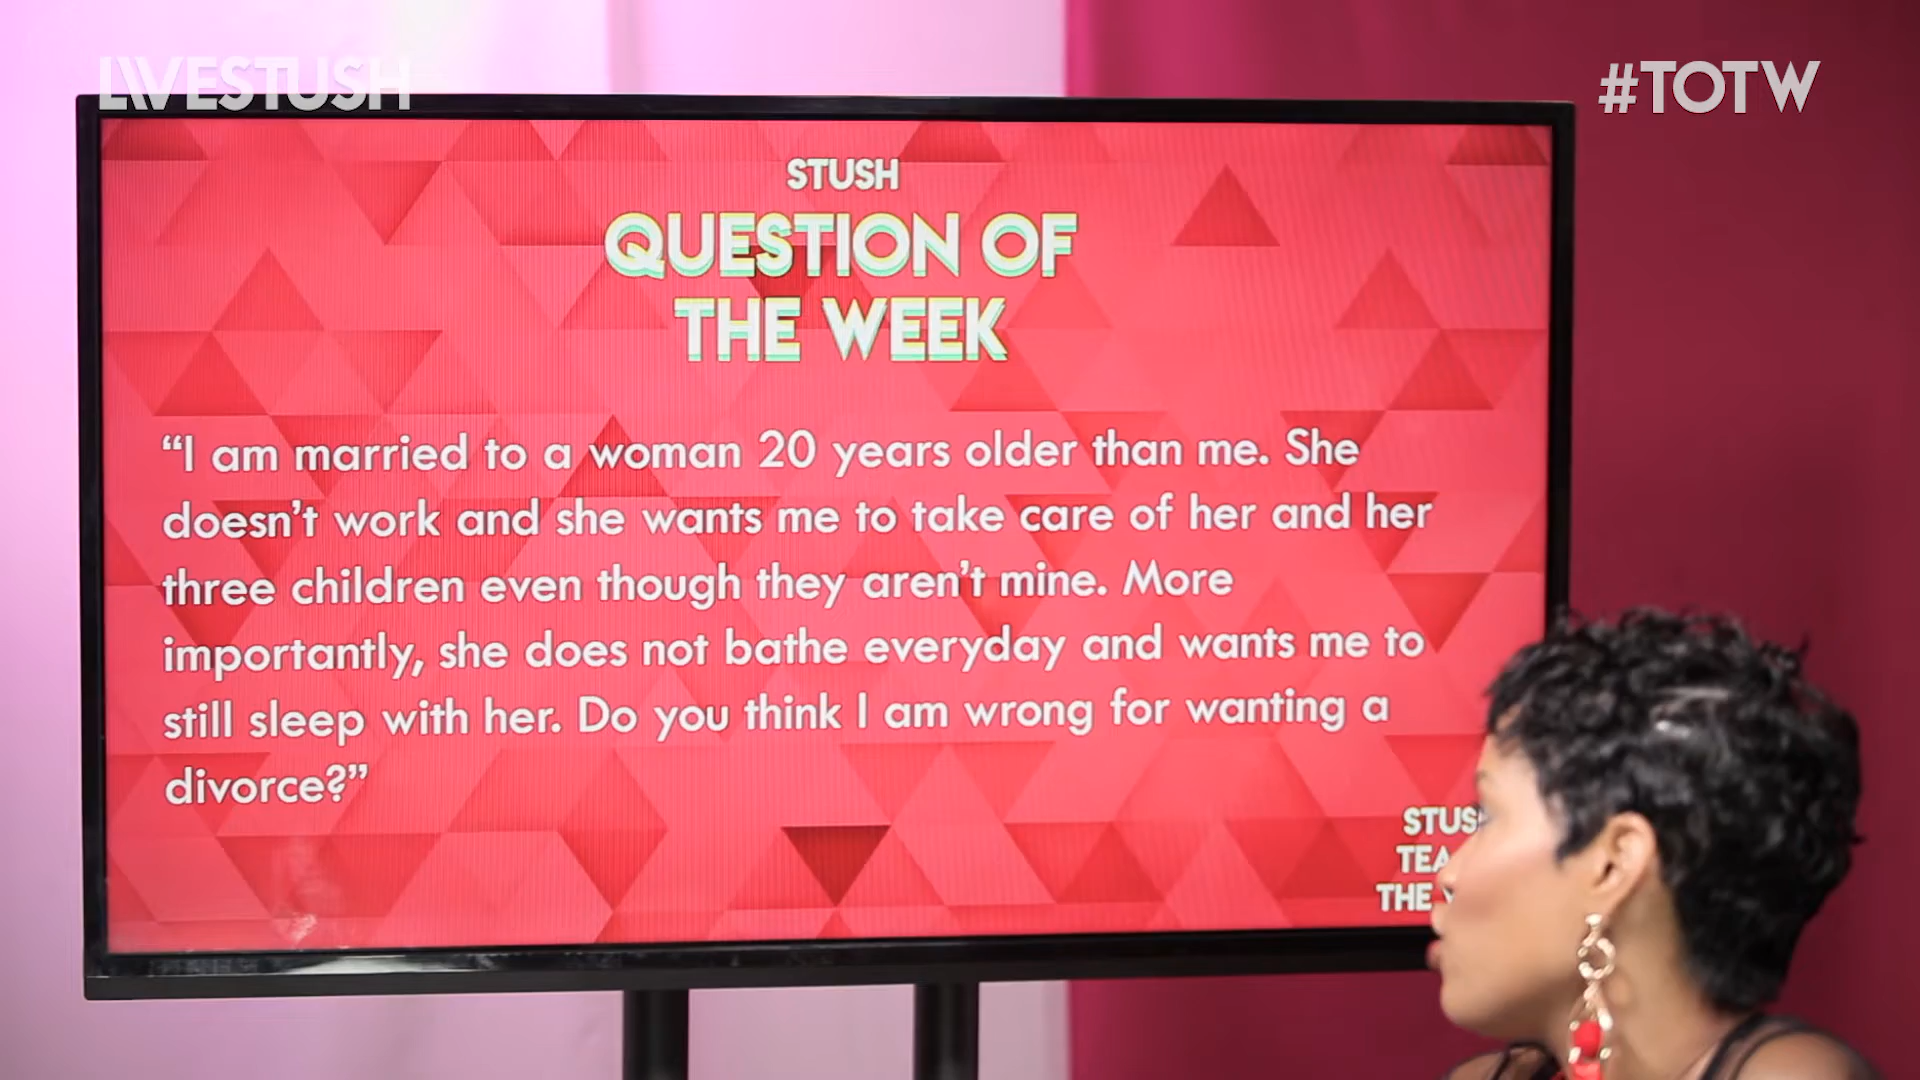 LIVESTUSH
#TOTW
STUSH
QUESTION OF
THE WEEK
“I am married to a woman 20 years older than me. She
doesn’t work and she wants me to take care of her and her
three children even though they aren’t mine. More
importantly, she does not bathe everyday and wants me to
still sleep with her. Do you think I am wrong for wanting a
divorce?”
STUS
TEA
THE